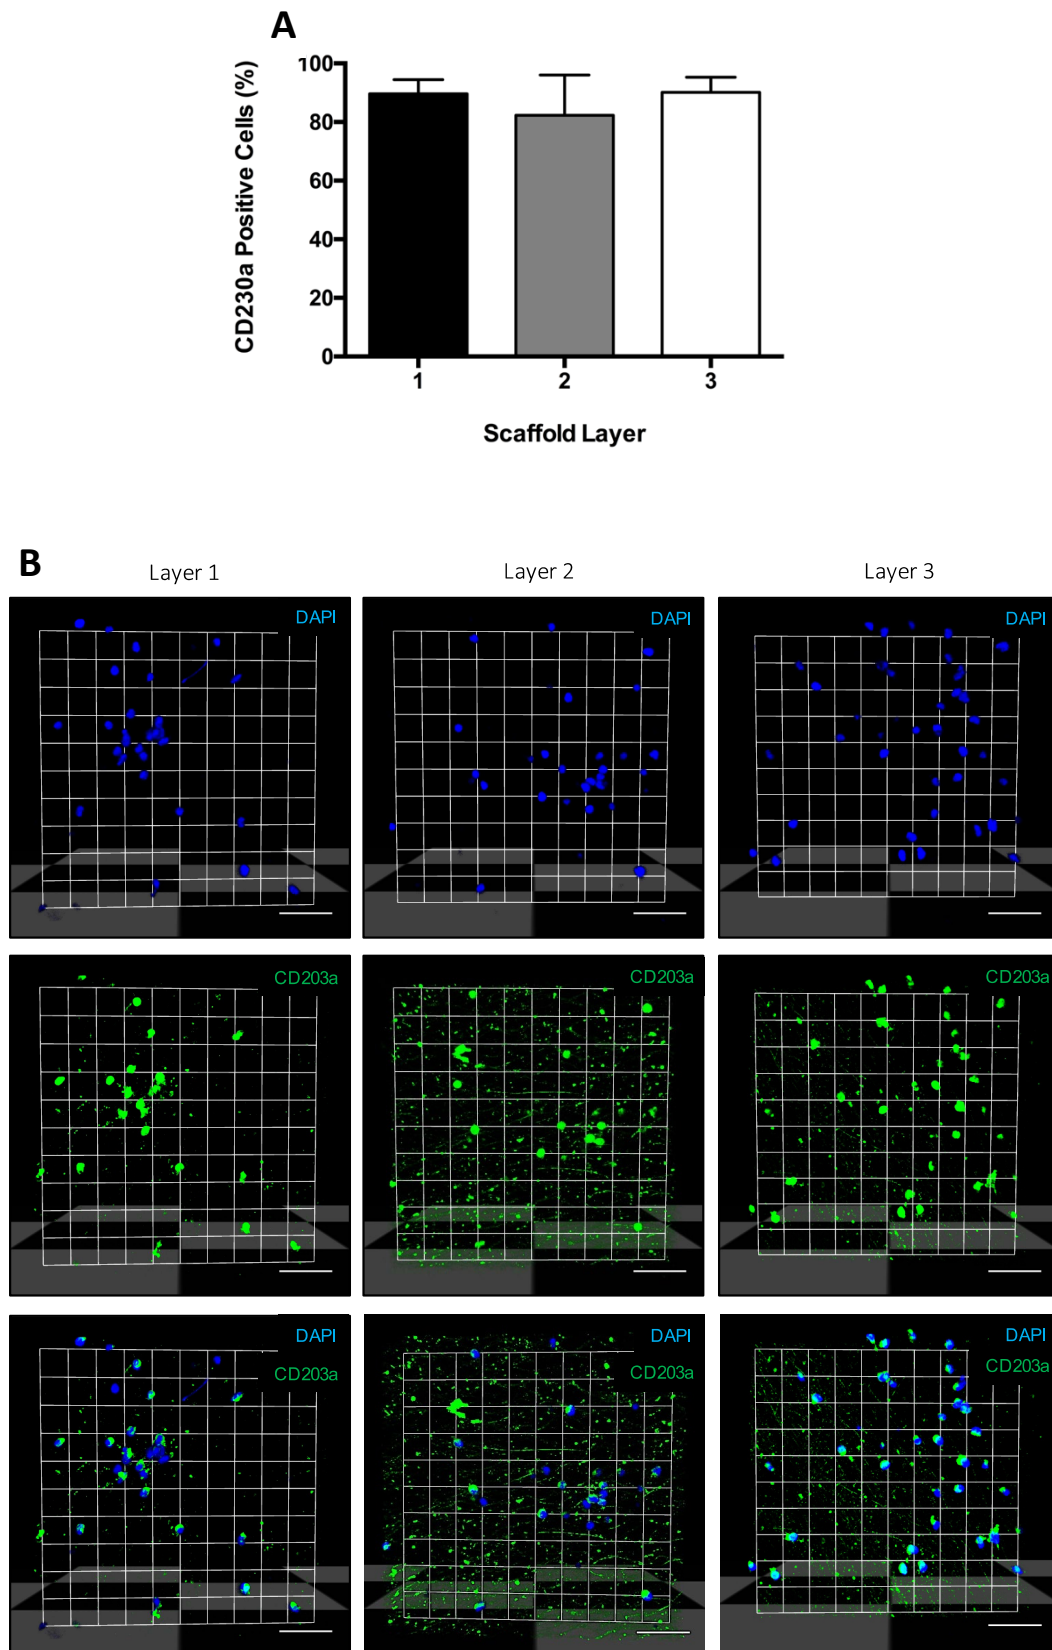 A
CD230a Positive Cells (%)
100
80
60
40
20
0
1 2 3
Scaffold Layer
B
Layer 1 Layer 2 Layer 3
DAPI DAPI DAPI
CD203a CD203a CD203a
DAPI DAPI DAPI
CD203a CD203a CD203a